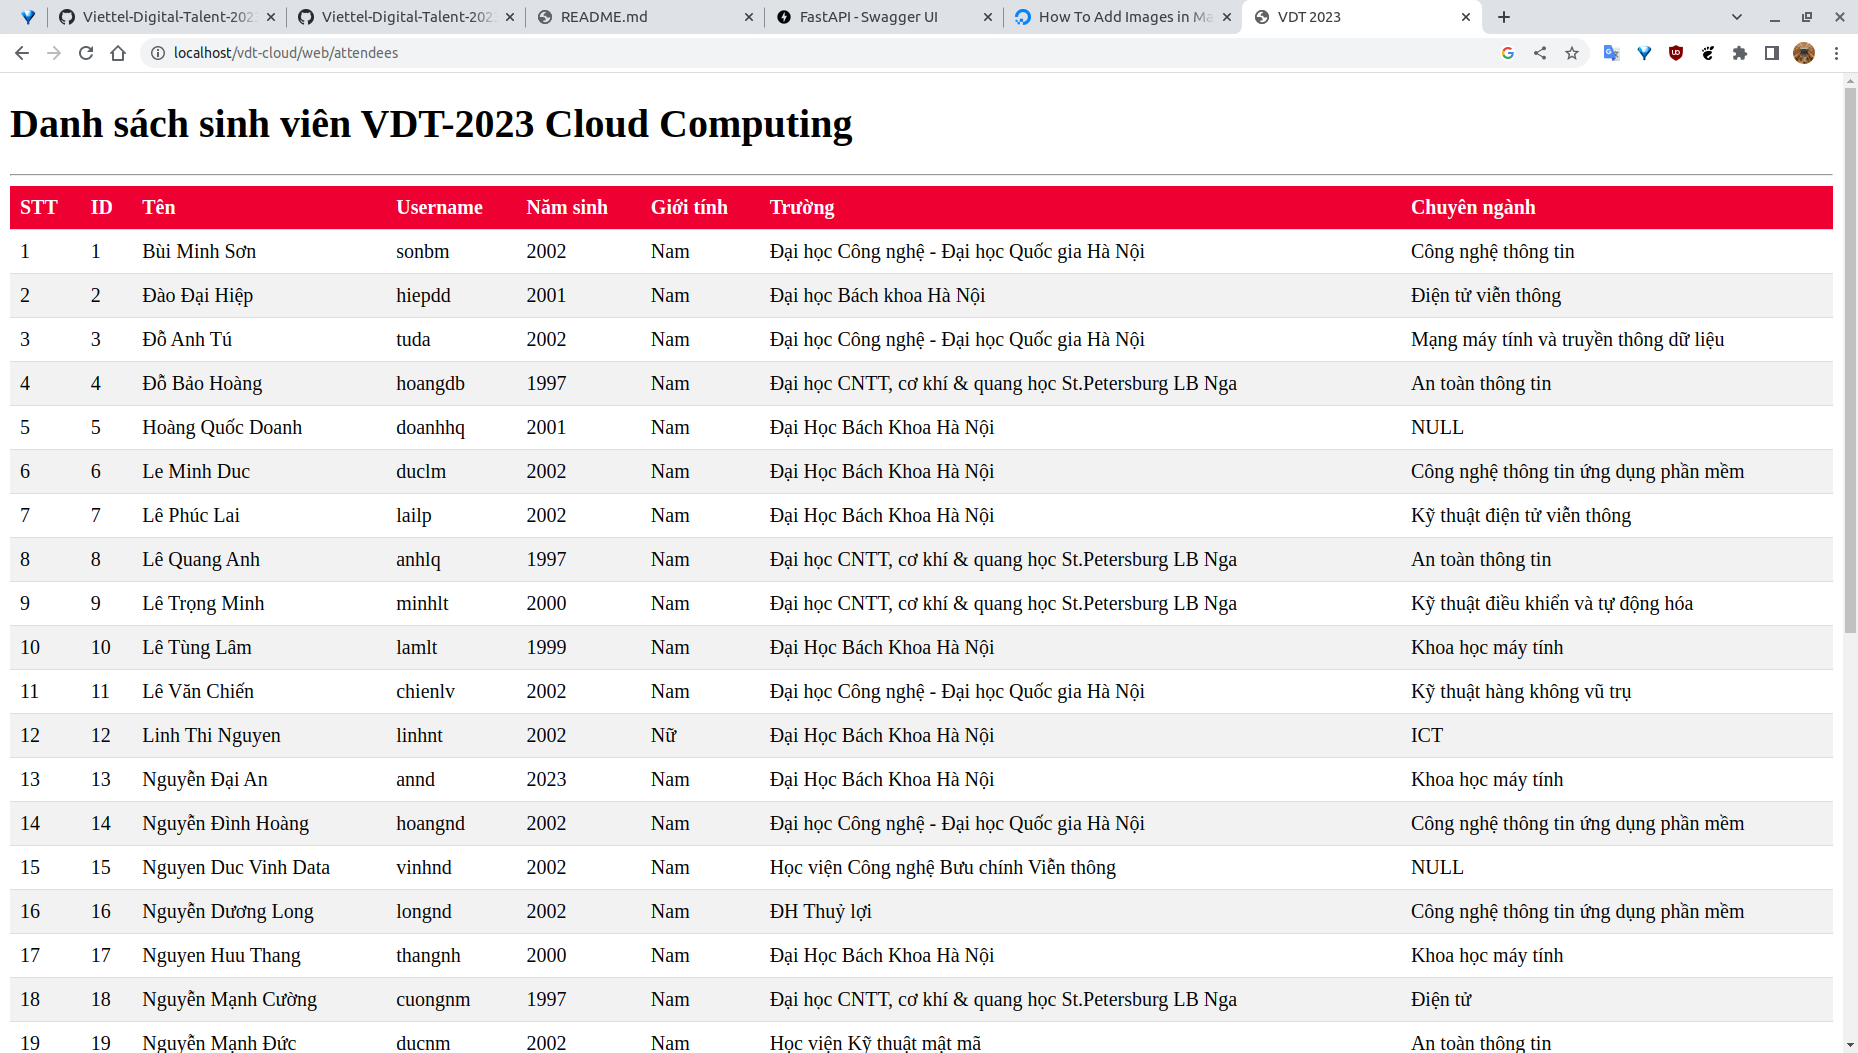 Viettel-Digital-Talent-202 Viettel-Digital-Talent-202 README.md FastAPI - Swagger UI How To Add Images in Ma VDT 2023
localhost/vdt-cloud/web/attendees
Danh sách sinh viên VDT-2023 Cloud Computing
STT ID Tên Username Năm sinh Giới tính Trường Chuyên ngành
1 1 Bùi Minh Sơn sonbm 2002 Nam Đại học Công nghệ - Đại học Quốc gia Hà Nội Công nghệ thông tin
2 2 Đào Đại Hiệp hiepdd 2001 Nam Đại học Bách khoa Hà Nội Điện tử viễn thông
3 3 Đỗ Anh Tú tuda 2002 Nam Đại học Công nghệ - Đại học Quốc gia Hà Nội Mạng máy tính và truyền thông dữ liệu
4 4 Đỗ Bảo Hoàng hoangdb 1997 Nam Đại học CNTT, cơ khí & quang học St.Petersburg LB Nga An toàn thông tin
5 5 Hoàng Quốc Doanh doanhhq 2001 Nam Đại Học Bách Khoa Hà Nội NULL
6 6 Le Minh Duc duclm 2002 Nam Đại Học Bách Khoa Hà Nội Công nghệ thông tin ứng dụng phần mềm
7 7 Lê Phúc Lai lailp 2002 Nam Đại Học Bách Khoa Hà Nội Kỹ thuật điện tử viễn thông
8 8 Lê Quang Anh anhlq 1997 Nam Đại học CNTT, cơ khí & quang học St.Petersburg LB Nga An toàn thông tin
9 9 Lê Trọng Minh minhlt 2000 Nam Đại học CNTT, cơ khí & quang học St.Petersburg LB Nga Kỹ thuật điều khiển và tự động hóa
10 10 Lê Tùng Lâm lamlt 1999 Nam Đại Học Bách Khoa Hà Nội Khoa học máy tính
11 11 Lê Văn Chiến chienlv 2002 Nam Đại học Công nghệ - Đại học Quốc gia Hà Nội Kỹ thuật hàng không vũ trụ
12 12 Linh Thi Nguyen linhnt 2002 Nữ Đại Học Bách Khoa Hà Nội ICT
13 13 Nguyễn Đại An annd 2023 Nam Đại Học Bách Khoa Hà Nội Khoa học máy tính
14 14 Nguyễn Đình Hoàng hoangnd 2002 Nam Đại học Công nghệ - Đại học Quốc gia Hà Nội Công nghệ thông tin ứng dụng phần mềm
15 15 Nguyen Duc Vinh Data vinhnd 2002 Nam Học viện Công nghệ Bưu chính Viễn thông NULL
16 16 Nguyễn Dương Long longnd 2002 Nam ĐH Thuỷ lợi Công nghệ thông tin ứng dụng phần mềm
17 17 Nguyen Huu Thang thangnh 2000 Nam Đại Học Bách Khoa Hà Nội Khoa học máy tính
18 18 Nguyễn Mạnh Cường cuongnm 1997 Nam Đại học CNTT, cơ khí & quang học St.Petersburg LB Nga Điện tử
19 19 Nguyễn Mạnh Đức ducnm 2002 Nam Học viện Kỹ thuật mật mã An toàn thông tin